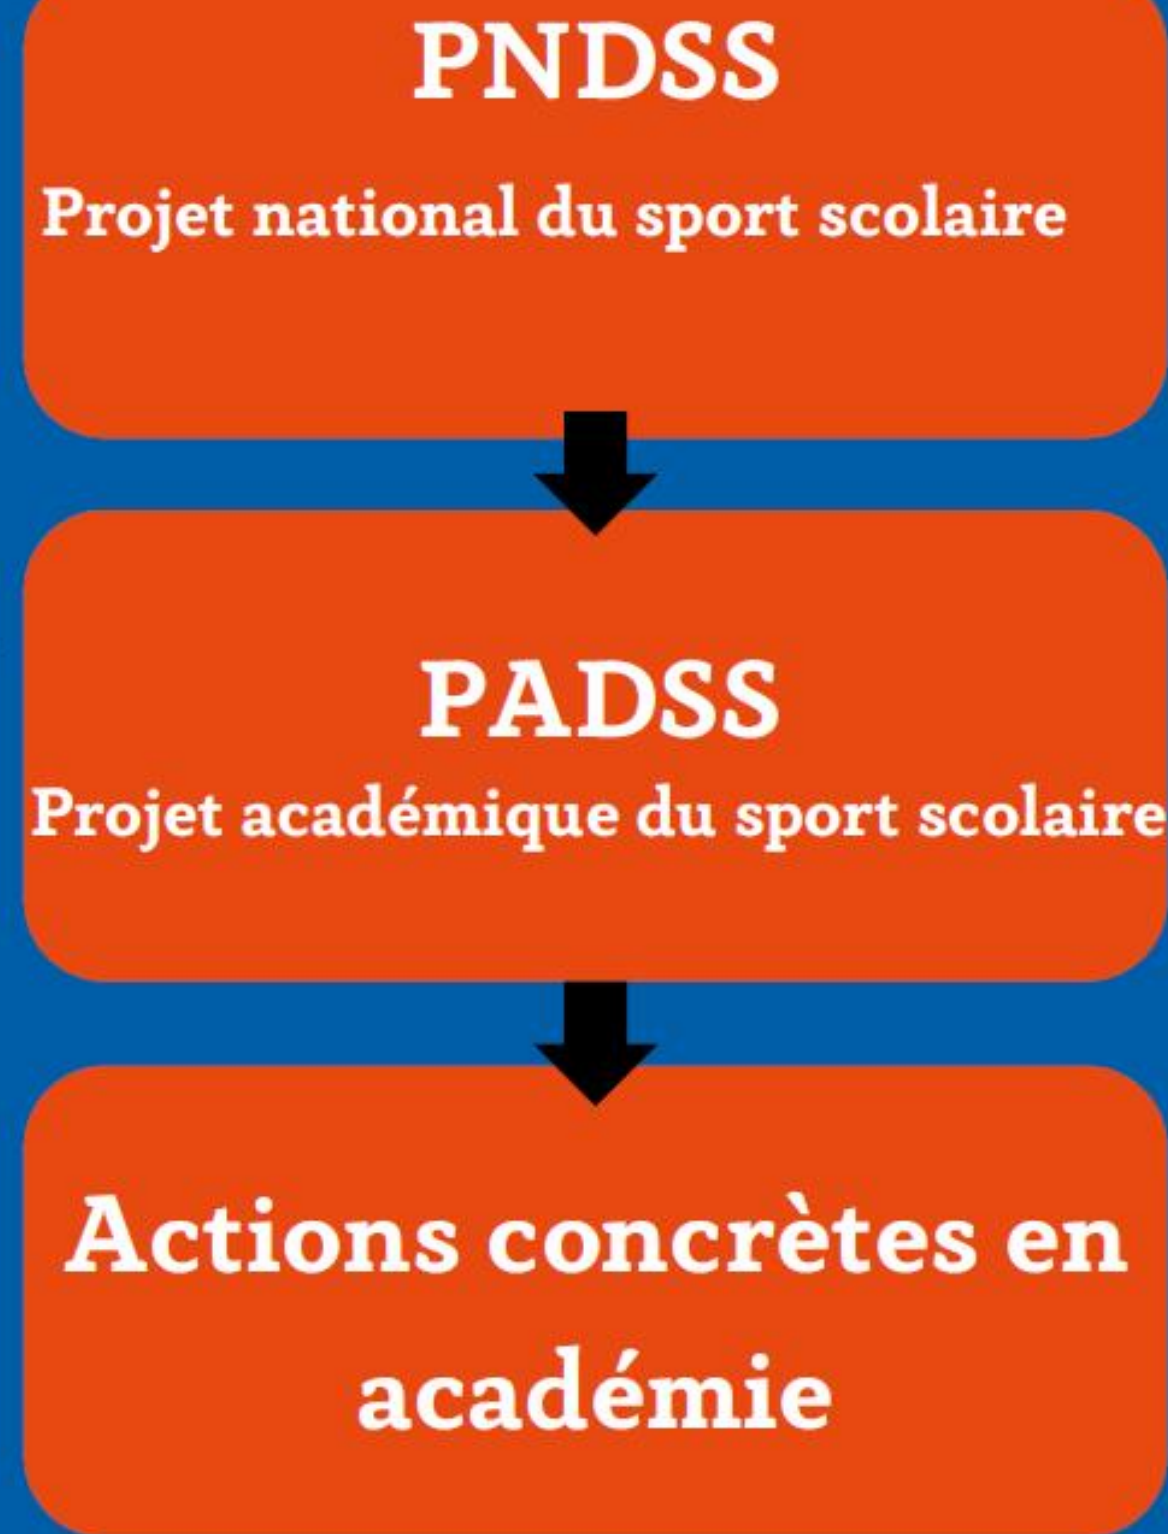 PNDSS
Projet national du sport scolaire
PADSS
Projet académique du sport scolaire
Actions concrètes en
académie